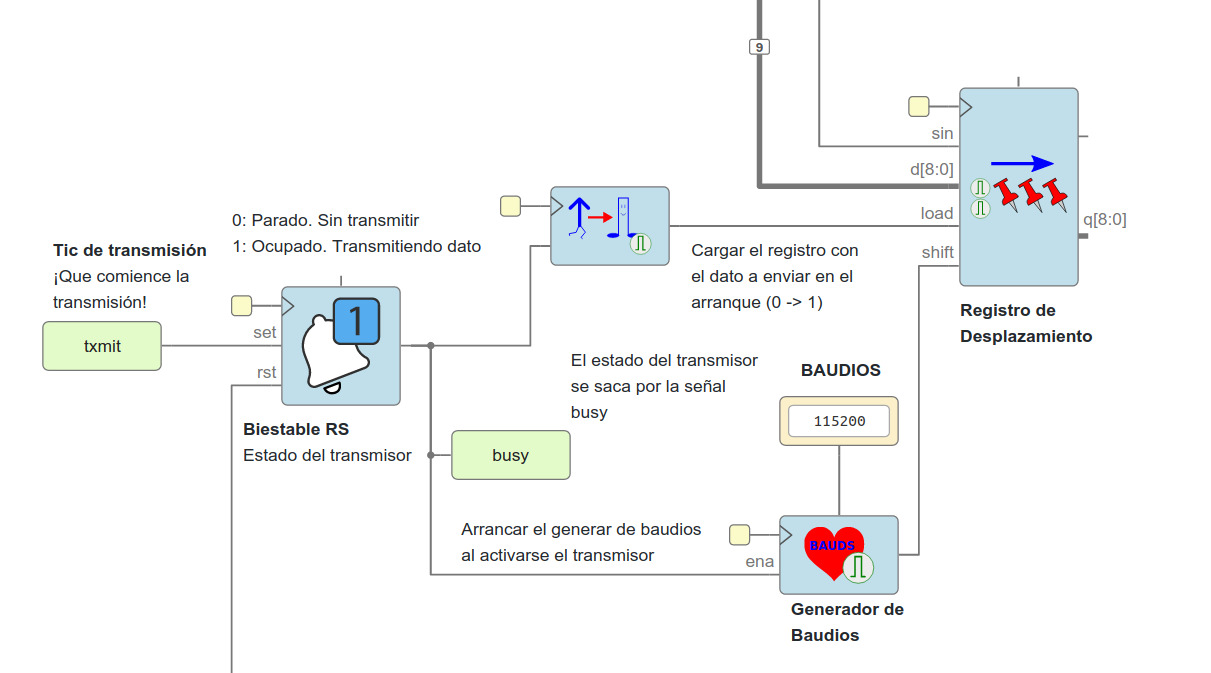 9
sin
d[8:0]
load
q[8:0]
shift
Registro de
Desplazamiento
0: Parado. Sin transmitir
1: Ocupado. Transmitiendo dato
Tic de transmisión
¡Que comience la
transmisión!
txmit
set
rst
1
Biestable RS
Estado del transmisor
Cargar el registro con
el dato a enviar en el
arranque (0 -> 1)
El estado del transmisor
se saca por la señal
busy
busy
BAUDIOS
115200
Arrancar el generar de baudios
al activarse el transmisor
ena
BAUDS
Generador de
Baudios